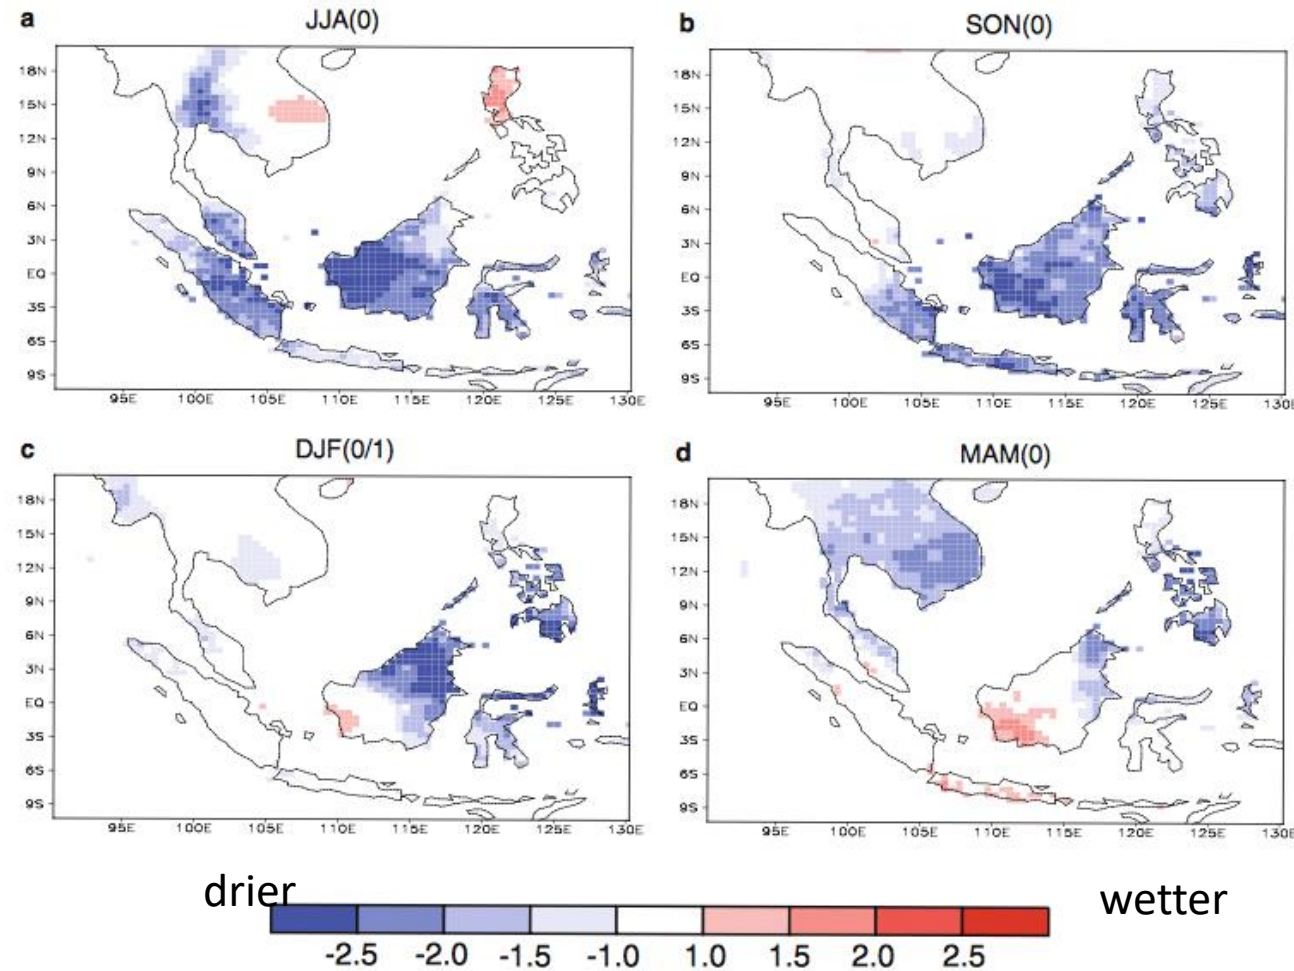 a JJA(0)
18N
15N
12N
9N
6N
3N
EQ
3S
6S
9S
95E 100E 105E 110E 115E 120E 125E 130E
b SON(0)
18N
15N
12N
9N
6N
3N
EQ
3S
6S
9S
95E 100E 105E 110E 115E 120E 125E 130E
c DJF(0/1)
18N
15N
12N
9N
6N
3N
EQ
3S
6S
9S
95E 100E 105E 110E 115E 120E 125E 130E
d MAM(0)
18N
15N
12N
9N
6N
3N
EQ
3S
6S
9S
95E 100E 105E 110E 115E 120E 125E 130E
drier wetter
-2.5 -2.0 -1.5 -1.0 1.0 1.5 2.0 2.5